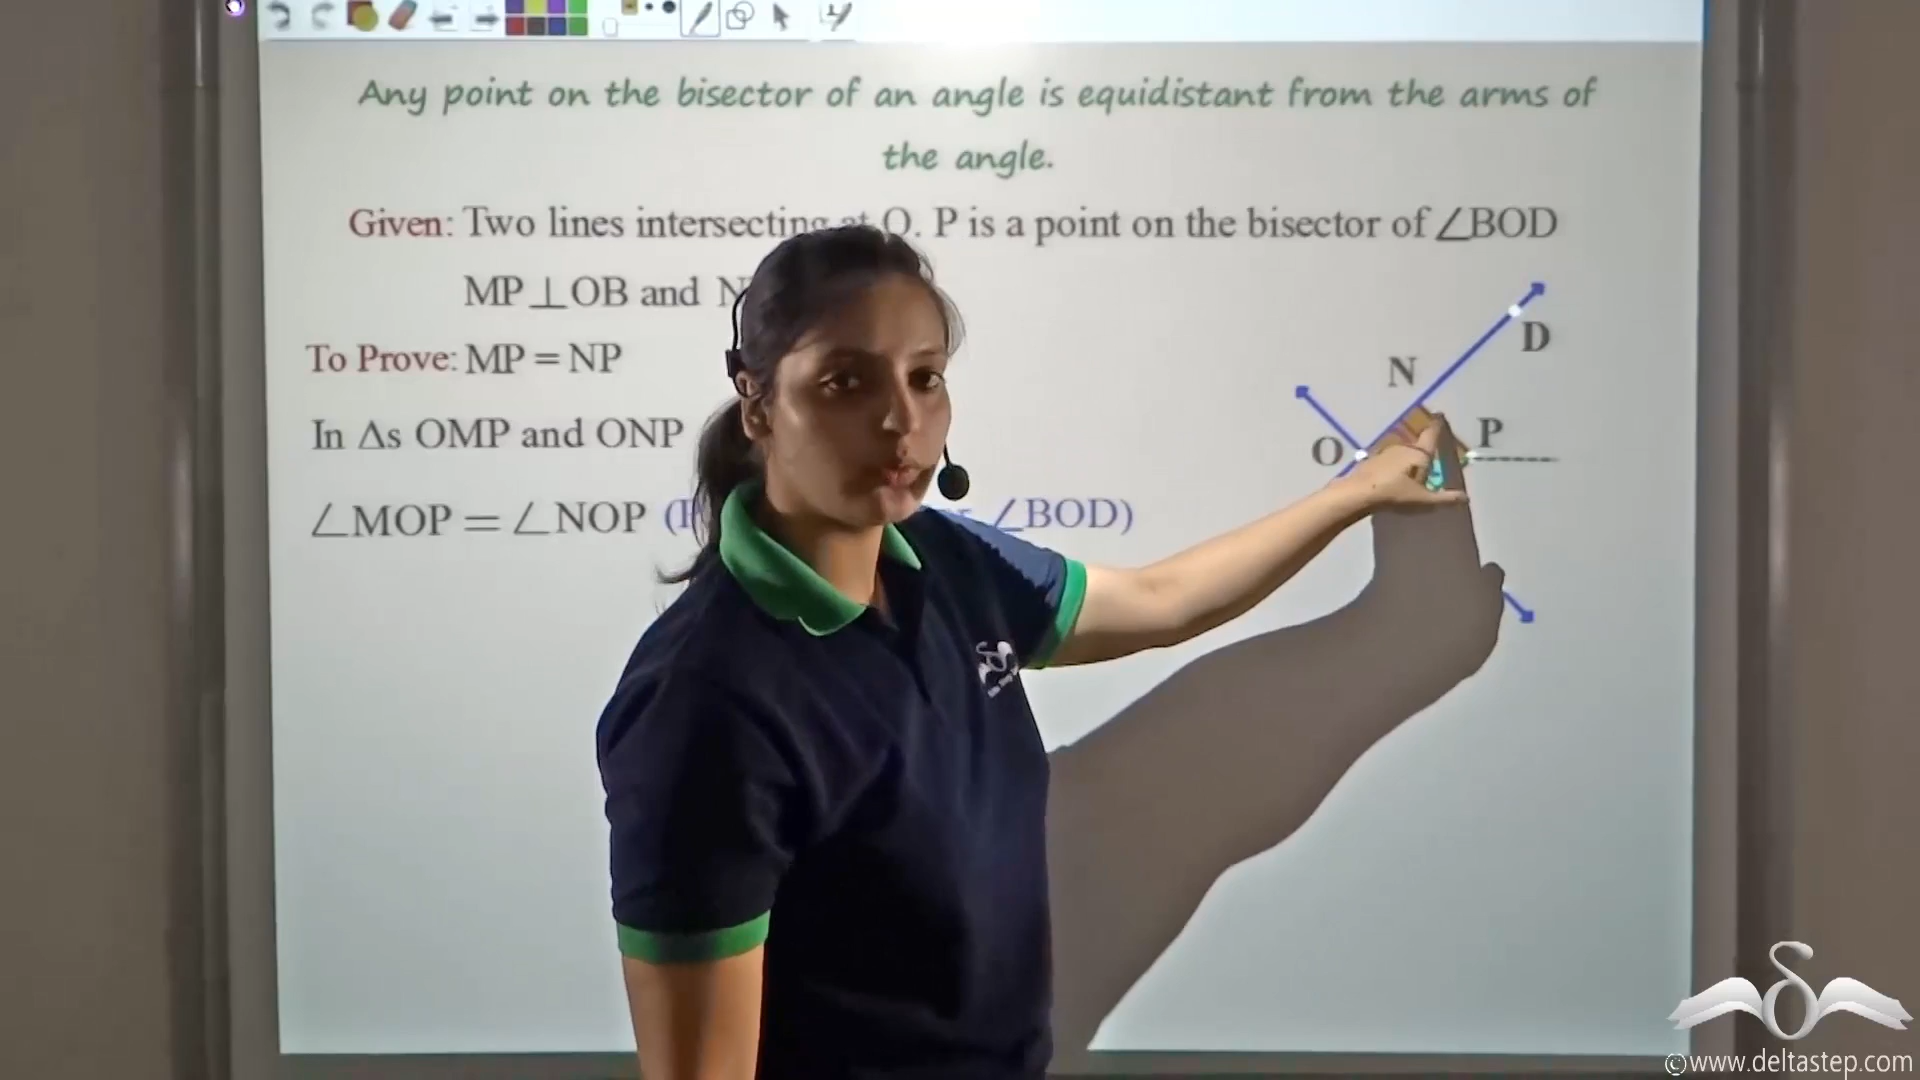 Any point on the bisector of an angle is equidistant from the arms of
the angle.
Given: Two lines intersecting at O. P is a point on the bisector of ∠BOD
MP⊥OB and
To Prove: MP = NP
In Δs OMP and ONP
∠MOP = ∠NOP ∠BOD)
D
N
P
O
©www.deltastep.com